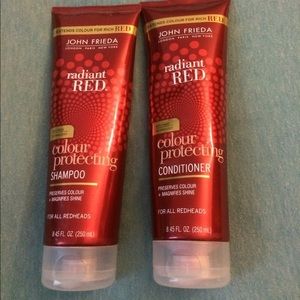 EXTENDS COLOUR FOR RICH RED
JOHN FRIEDA
LONDON PARIS NEW YORK
radiant
RED
colour
protecting
SHAMPOO
PRESERVES COLOUR
+ MAGNIFIES SHINE
FOR ALL REDHEADS
8.45 FL. OZ. (250 mL)
EXTENDS COLOUR FOR RICH RED
JOHN FRIEDA
LONDON PARIS NEW YORK
radiant
RED
colour
protecting
CONDITIONER
PRESERVES COLOUR
+ MAGNIFIES SHINE
FOR ALL REDHEADS
8.45 FL. OZ. (250 mL)